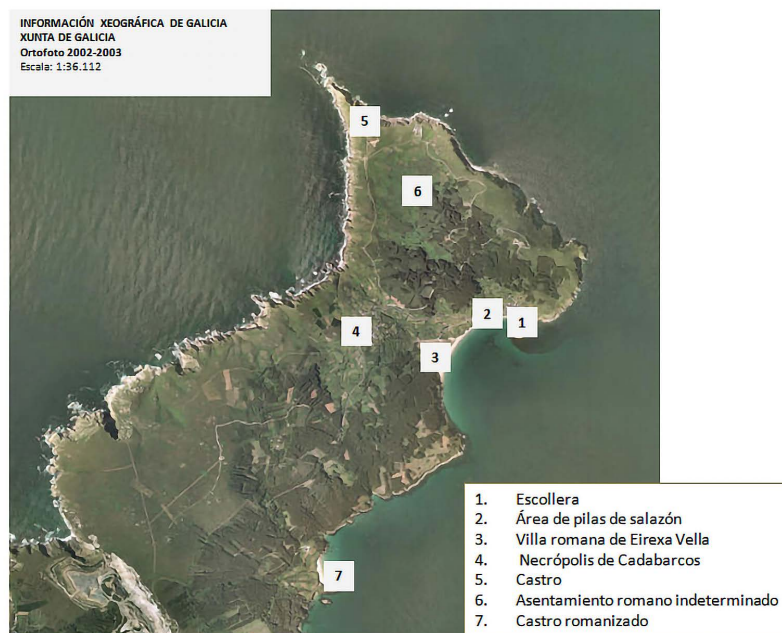 INFORMACIÓN XEOGRÁFICA DE GALICIA
XUNTA DE GALICIA
Ortofoto 2002-2003
Escala: 1:36.112
5
6
2
1
4
3
7
1. Escollera
2. Área de pilas de salazón
3. Villa romana de Eirexa Vella
4. Necrópolis de Cadabarcos
5. Castro
6. Asentamiento romano indeterminado
7. Castro romanizado